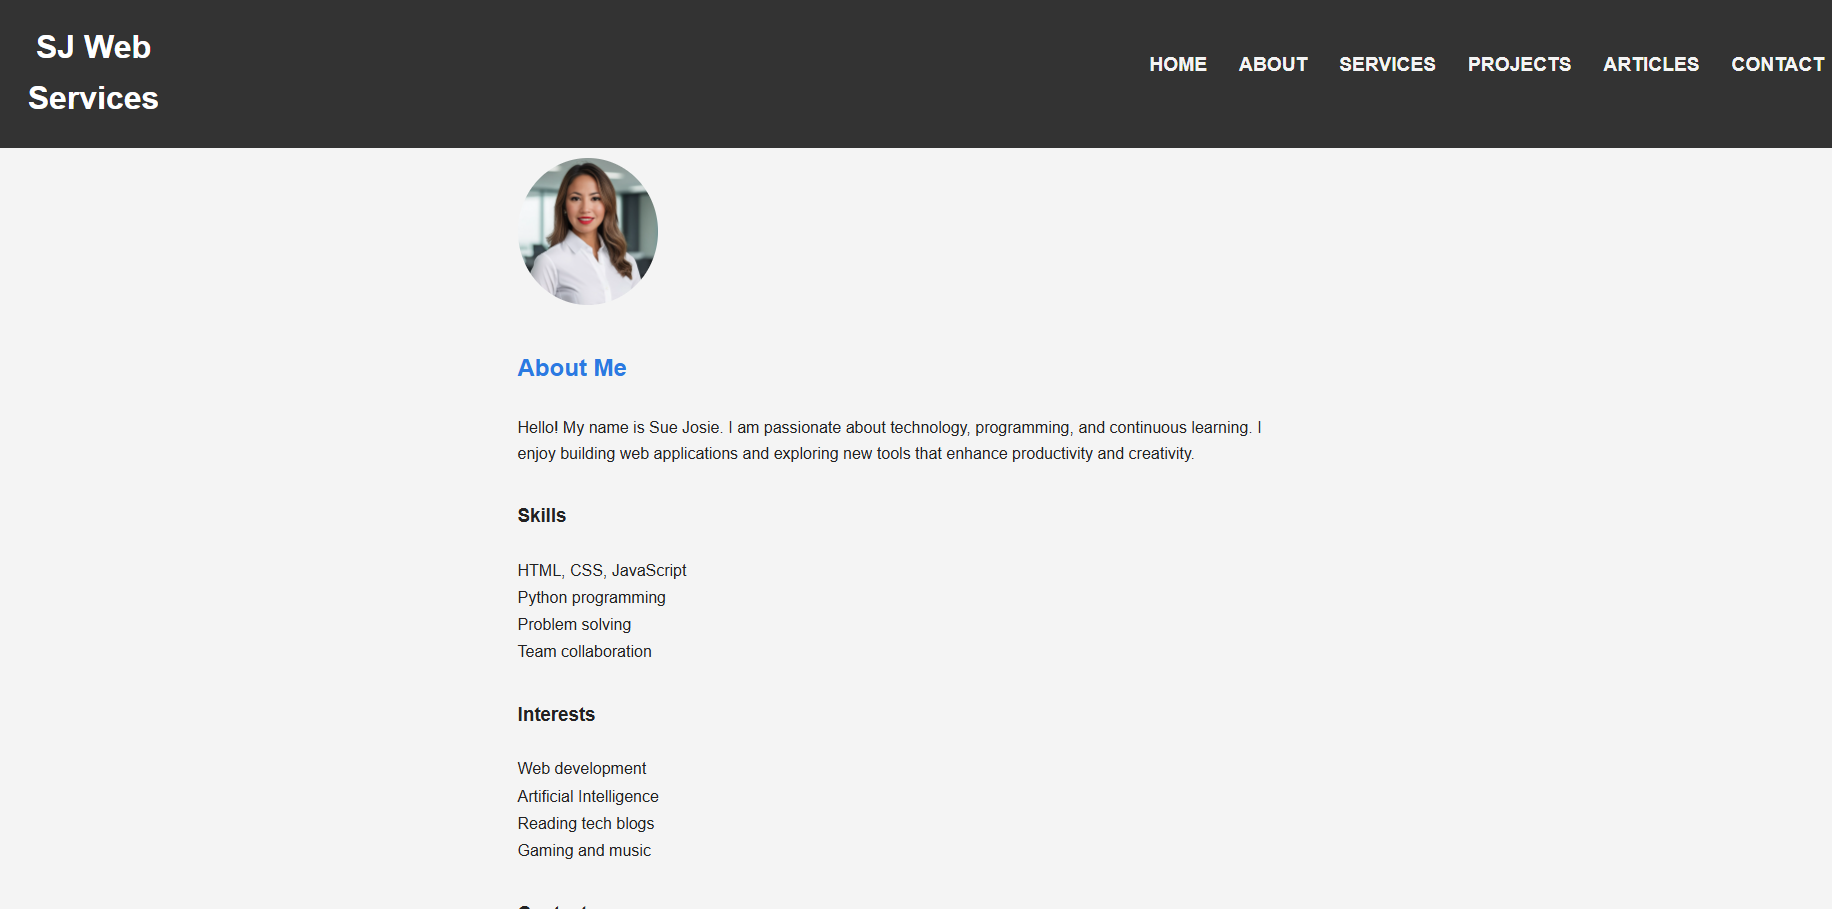 SJ Web
Services
HOME ABOUT SERVICES PROJECTS ARTICLES CONTACT
About Me
Hello! My name is Sue Josie. I am passionate about technology, programming, and continuous learning. I
enjoy building web applications and exploring new tools that enhance productivity and creativity.
Skills
HTML, CSS, JavaScript
Python programming
Problem solving
Team collaboration
Interests
Web development
Artificial Intelligence
Reading tech blogs
Gaming and music